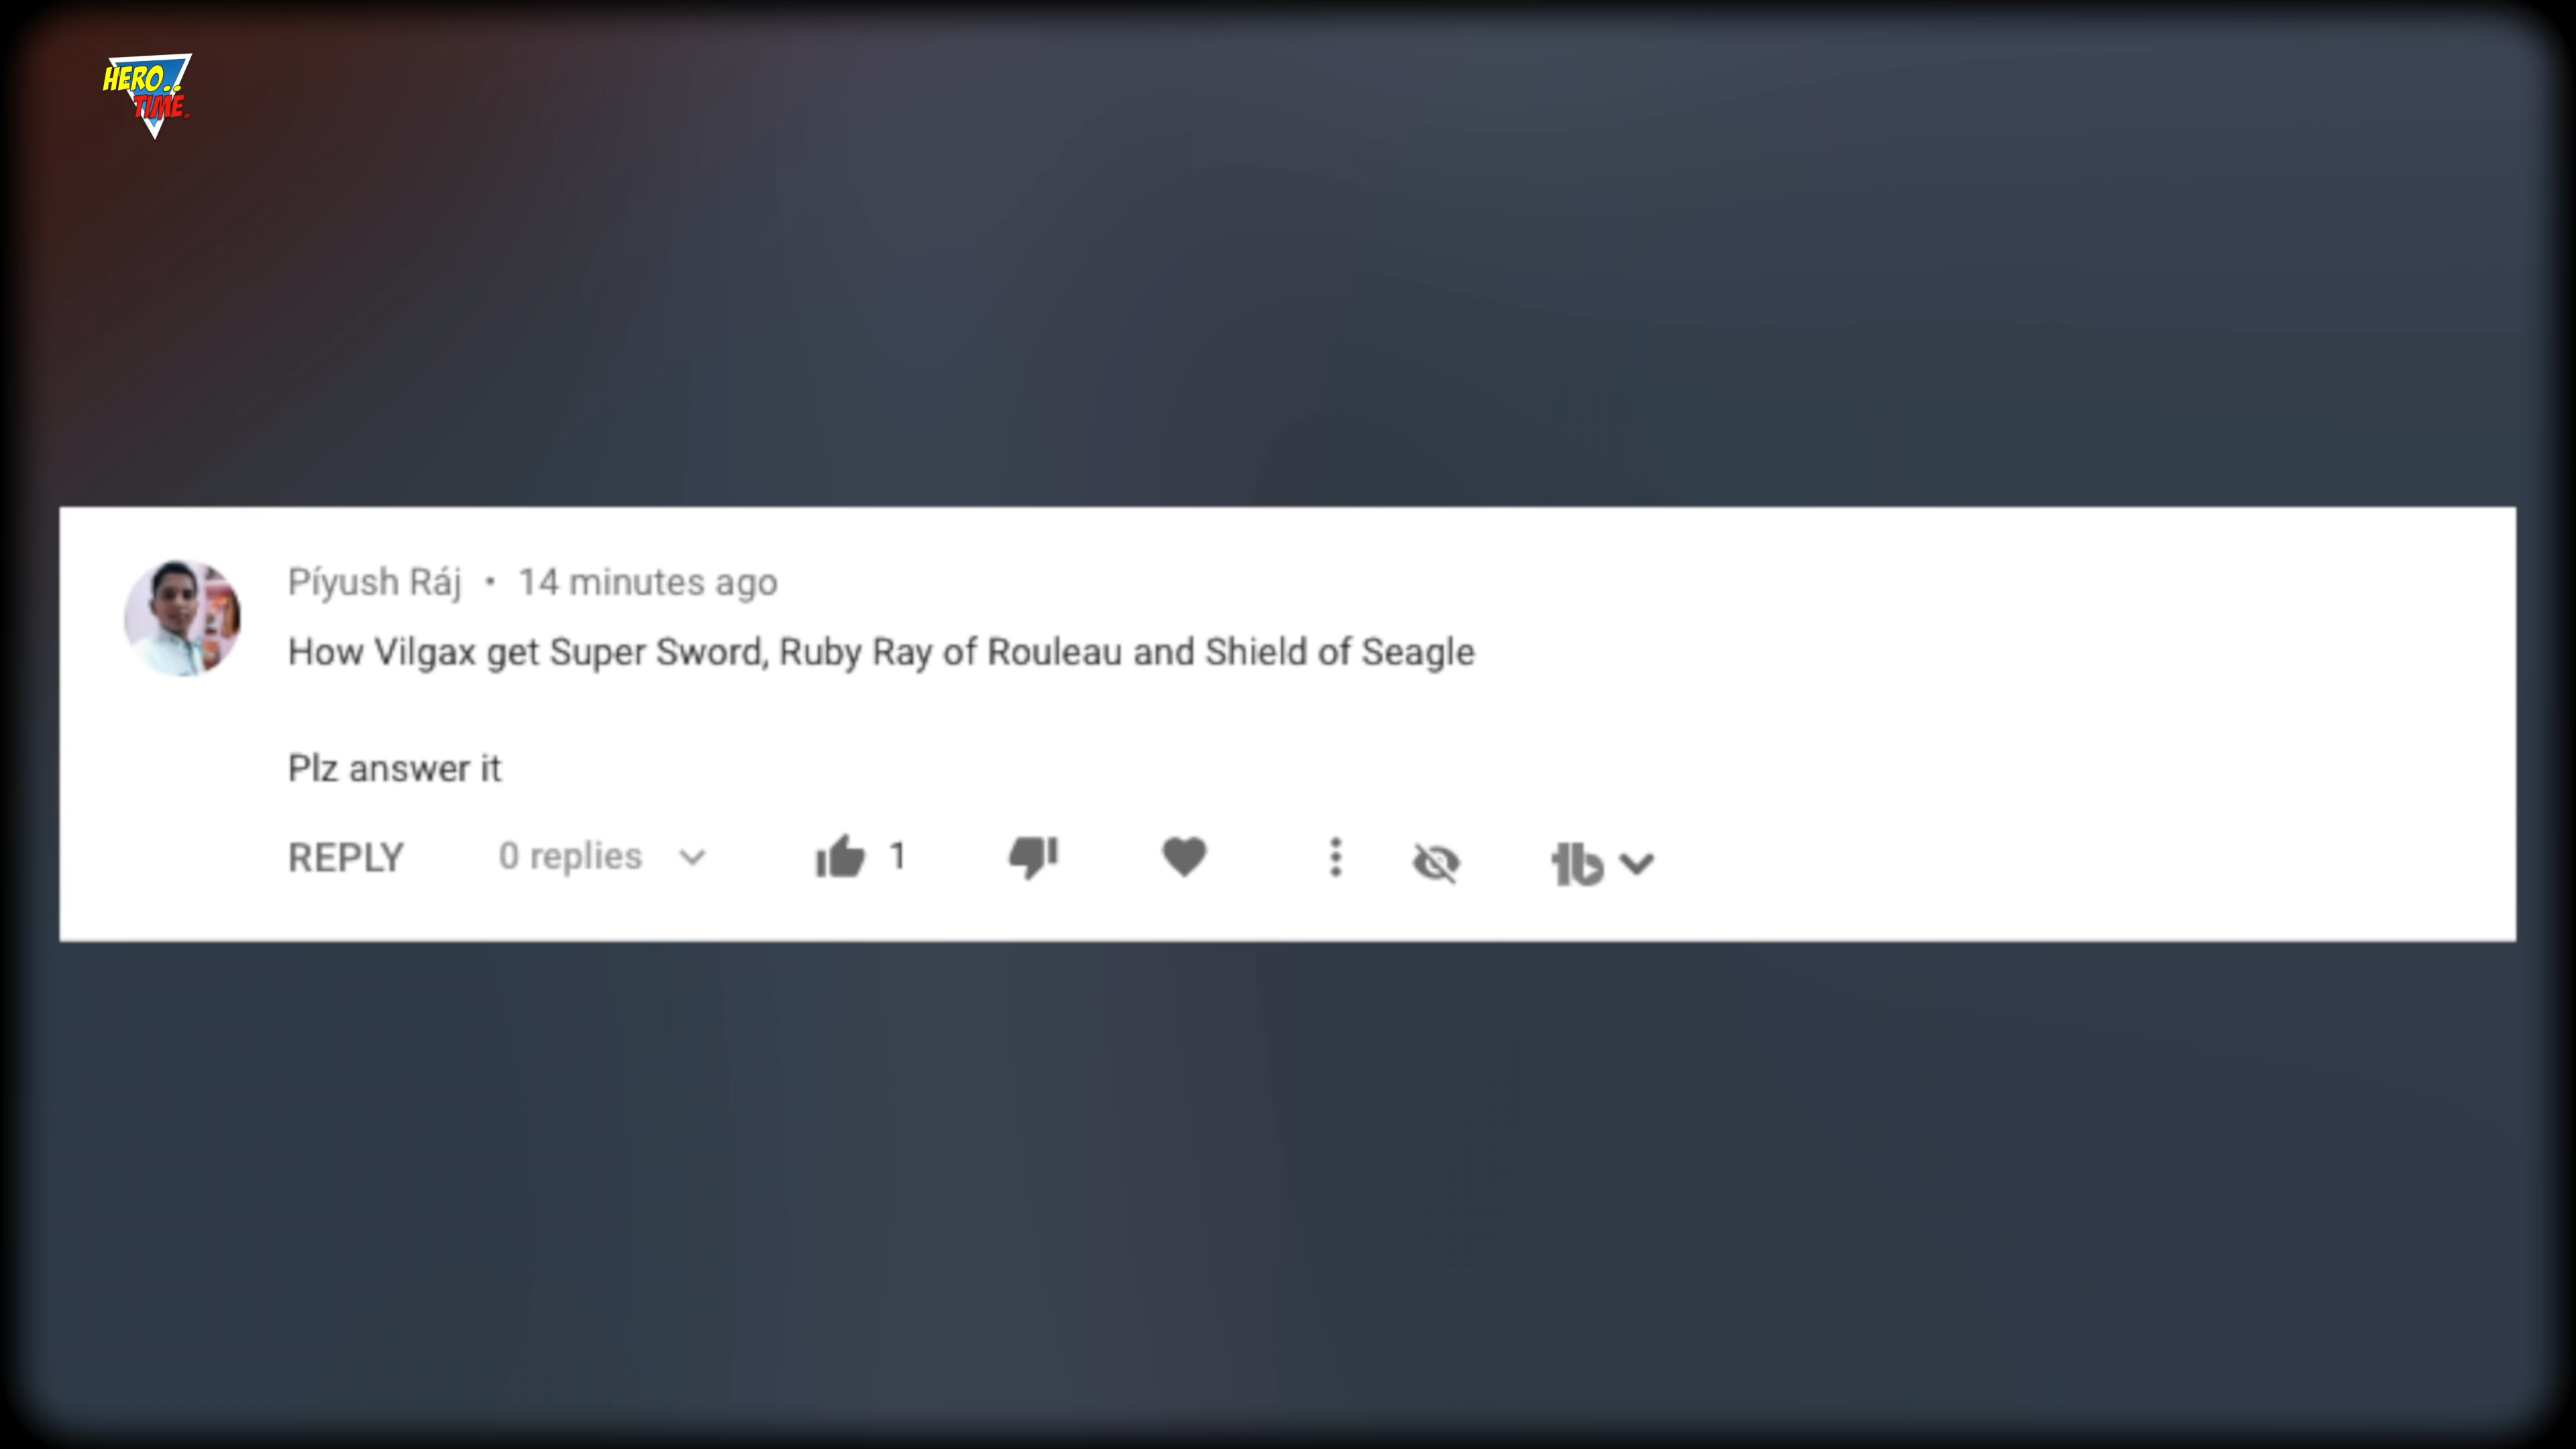 HERO..
TIME.
Píyush Ráj • 14 minutes ago
How Vilgax get Super Sword, Ruby Ray of Rouleau and Shield of Seagle
Plz answer it
REPLY 0 replies 1